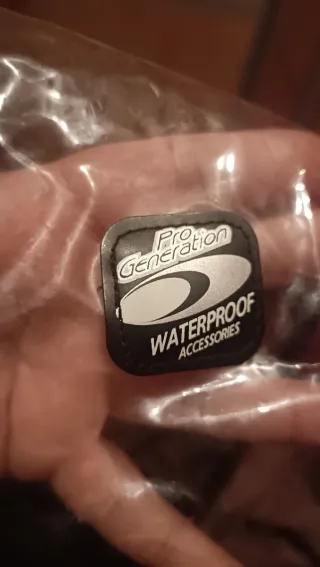 Pro
Generation
WATERPROOF
ACCESSORIES